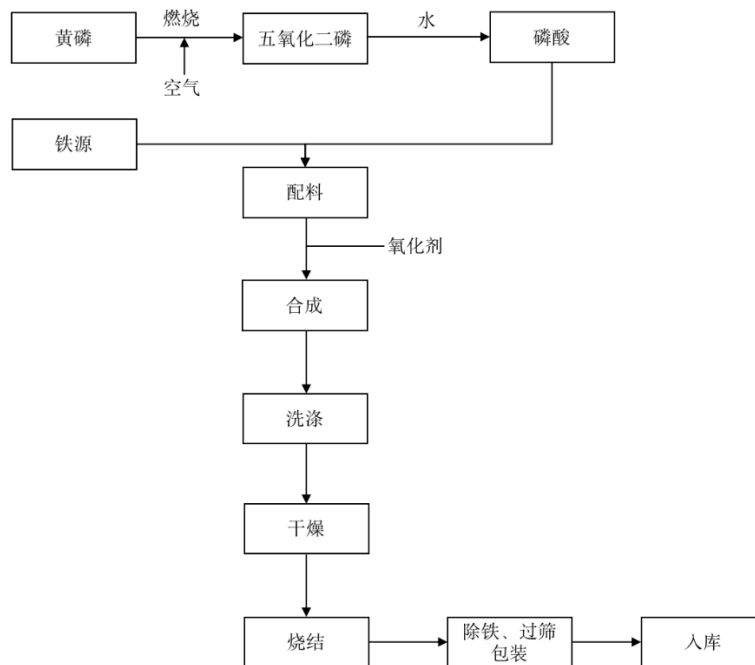 黄磷
燃烧
空气
五氧化二磷
水
磷酸
铁源
配料
氧化剂
合成
洗涤
干燥
烧结
除铁、过筛
包装
入库